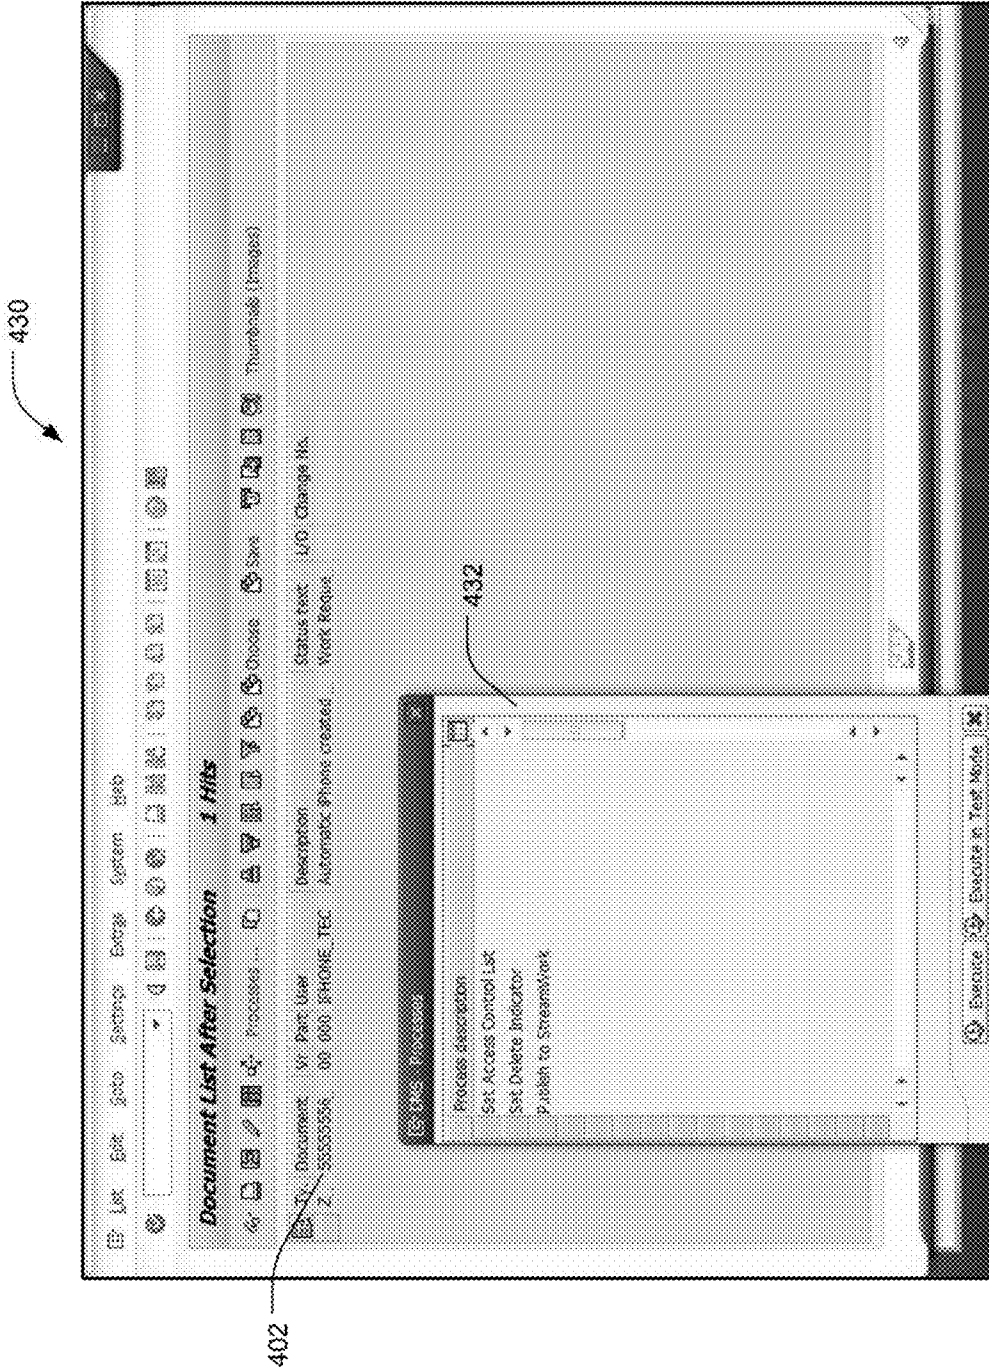 430
List Edit Goto Settings Extras System Help
Document List After Selection 1 Hits
Processes ... Choose Save Thumbnails (Images)
Document Vr Part User Description Status text L/O Change No.
Z 55555556 00 000 IPHONE_TEC Automatic iPhone created Work Reque
402
432
Process description
Set Access Control List
Set Delete Indicator
Publish to StreamWork
Execute Execute in Test Mode